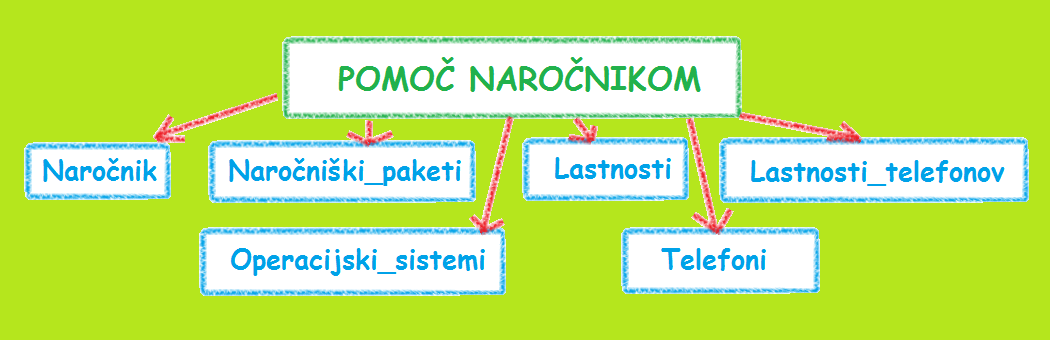 POMOČ NAROČNIKOM
Naročnik
Naročniški_paketi
Lastnosti
Lastnosti_telefonov
Operacijski_sistemi
Telefoni